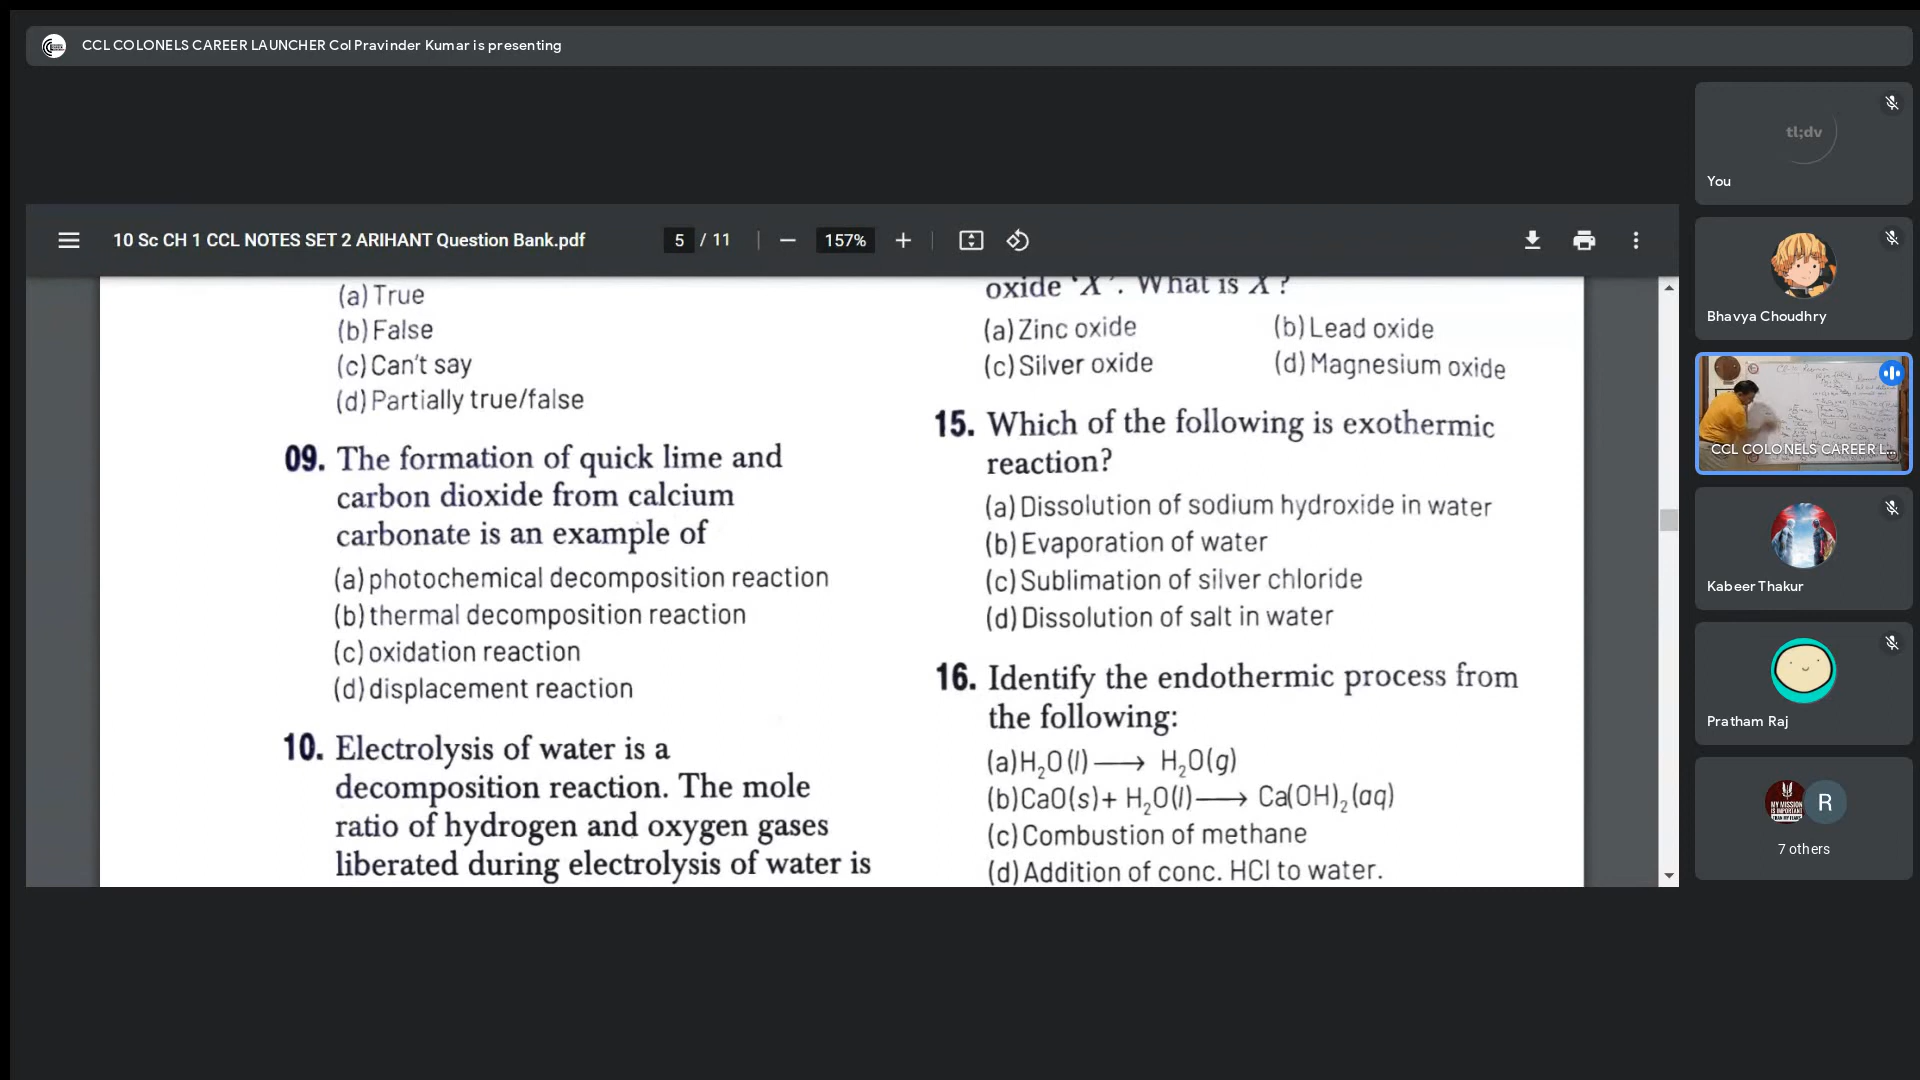 CCL COLONELS CAREER LAUNCHER Col Pravinder Kumar is presenting
10 Sc CH 1 CCL NOTES SET 2 ARIHANT Question Bank.pdf
5 / 11
157%
(a) True
(b) False
(c) Can't say
(d) Partially true/false
09. The formation of quick lime and
carbon dioxide from calcium
carbonate is an example of
(a) photochemical decomposition reaction
(b) thermal decomposition reaction
(c) oxidation reaction
(d) displacement reaction
10. Electrolysis of water is a
decomposition reaction. The mole
ratio of hydrogen and oxygen gases
liberated during electrolysis of water is
oxide ‘X’. What is X ?
(a) Zinc oxide (b) Lead oxide
(c) Silver oxide (d) Magnesium oxide
15. Which of the following is exothermic
reaction?
(a) Dissolution of sodium hydroxide in water
(b) Evaporation of water
(c) Sublimation of silver chloride
(d) Dissolution of salt in water
16. Identify the endothermic process from
the following:
(a) H₂O(l) ⟶ H₂O(g)
(b) CaO(s) + H₂O(l) ⟶ Ca(OH)₂(aq)
(c) Combustion of methane
(d) Addition of conc. HCl to water.
tl;dv
You
Bhavya Choudhry
CCL COLONELS CAREER L...
Kabeer Thakur
Pratham Raj
MY MISSION
IS IMPORTANT
R
7 others